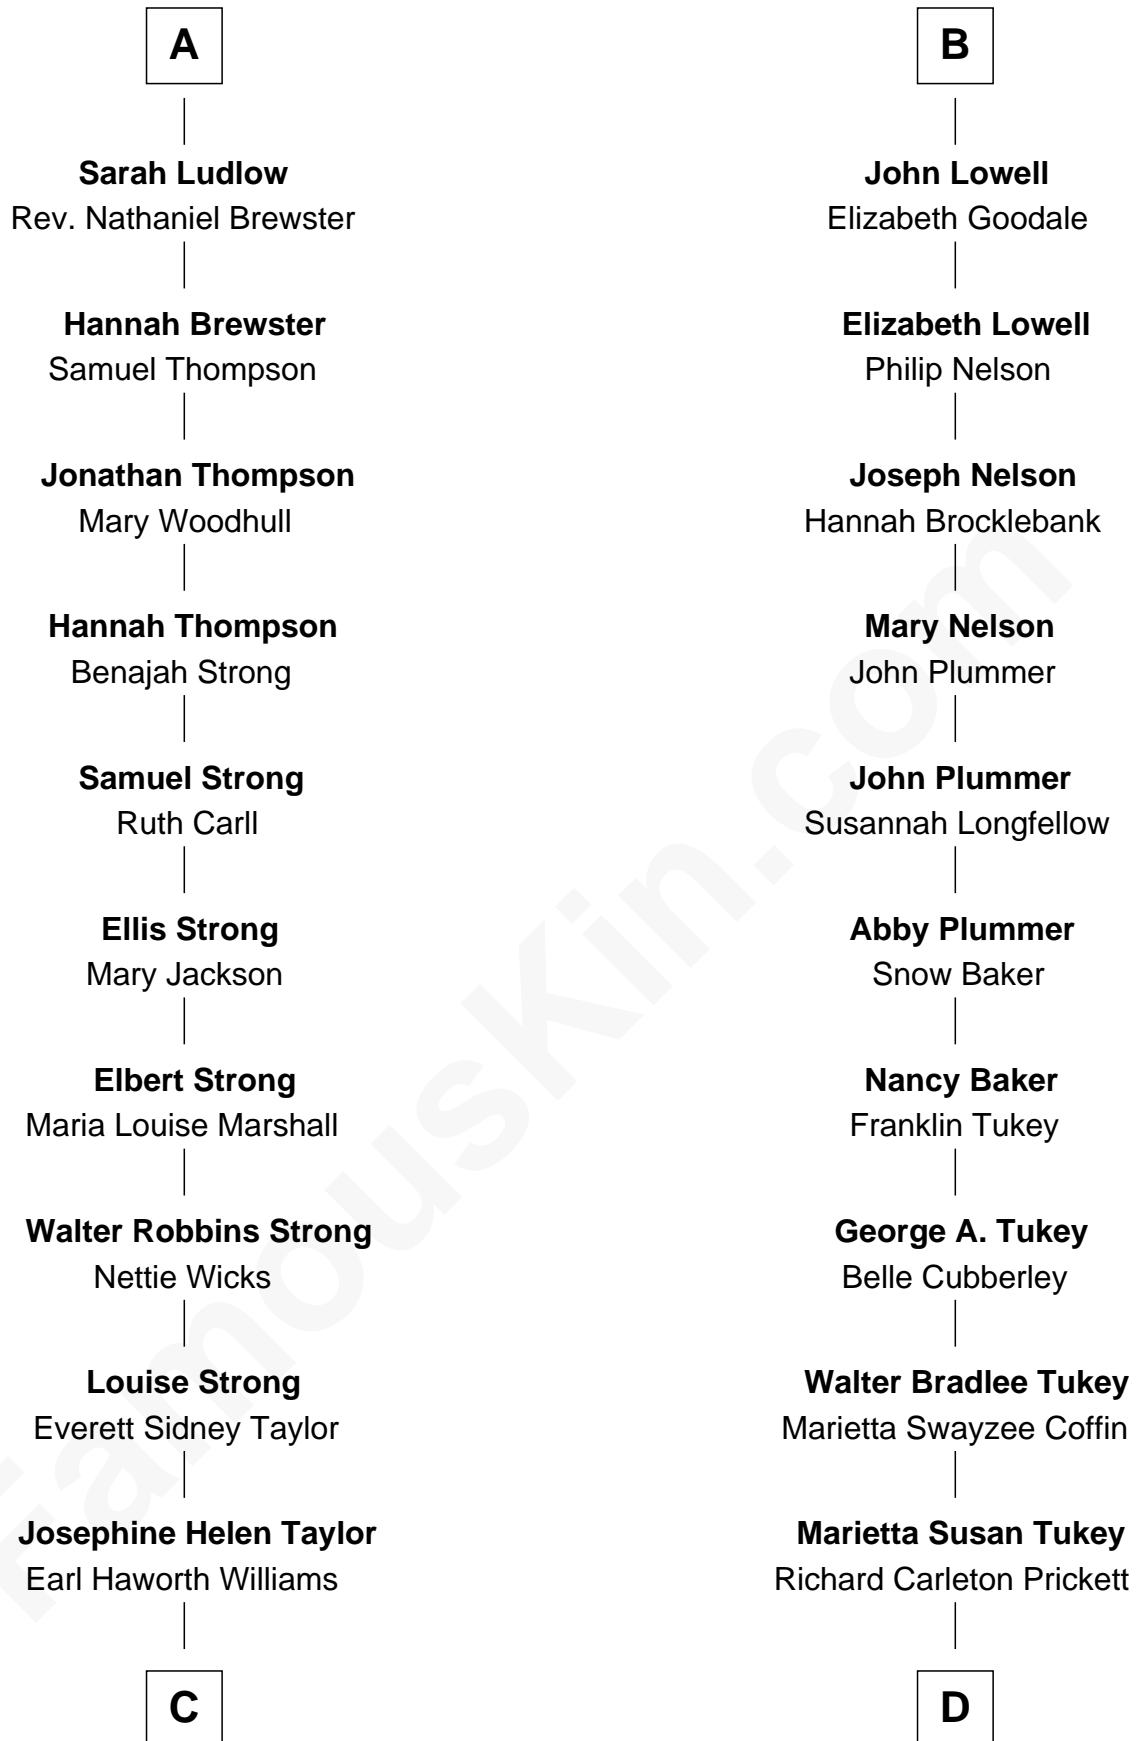 A
Sarah Ludlow
Rev. Nathaniel Brewster
Hannah Brewster
Samuel Thompson
Jonathan Thompson
Mary Woodhull
Hannah Thompson
Benajah Strong
Samuel Strong
Ruth Carll
Ellis Strong
Mary Jackson
Elbert Strong
Maria Louise Marshall
Walter Robbins Strong
Nettie Wicks
Louise Strong
Everett Sidney Taylor
Josephine Helen Taylor
Earl Haworth Williams
C
B
John Lowell
Elizabeth Goodale
Elizabeth Lowell
Philip Nelson
Joseph Nelson
Hannah Brocklebank
Mary Nelson
John Plummer
John Plummer
Susannah Longfellow
Abby Plummer
Snow Baker
Nancy Baker
Franklin Tukey
George A. Tukey
Belle Cubberley
Walter Bradlee Tukey
Marietta Swayzee Coffin
Marietta Susan Tukey
Richard Carleton Prickett
D
FamousKin.com